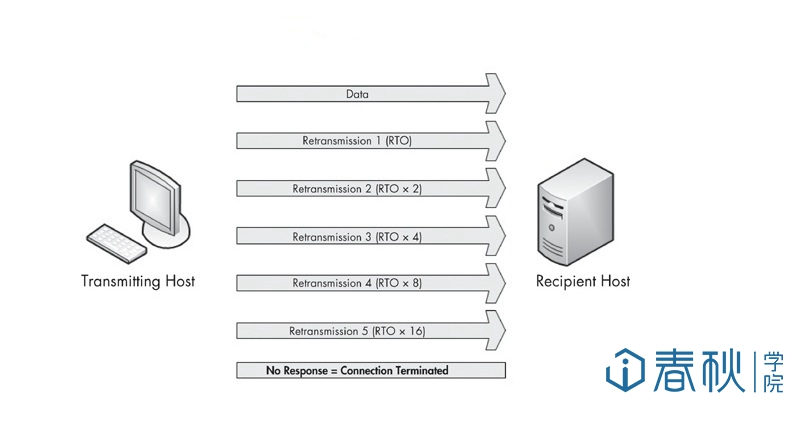 Data
Retransmission 1 (RTO)
Retransmission 2 (RTO × 2)
Retransmission 3 (RTO × 4)
Retransmission 4 (RTO × 8)
Retransmission 5 (RTO × 16)
No Response = Connection Terminated
Transmitting Host
Recipient Host
春秋学院